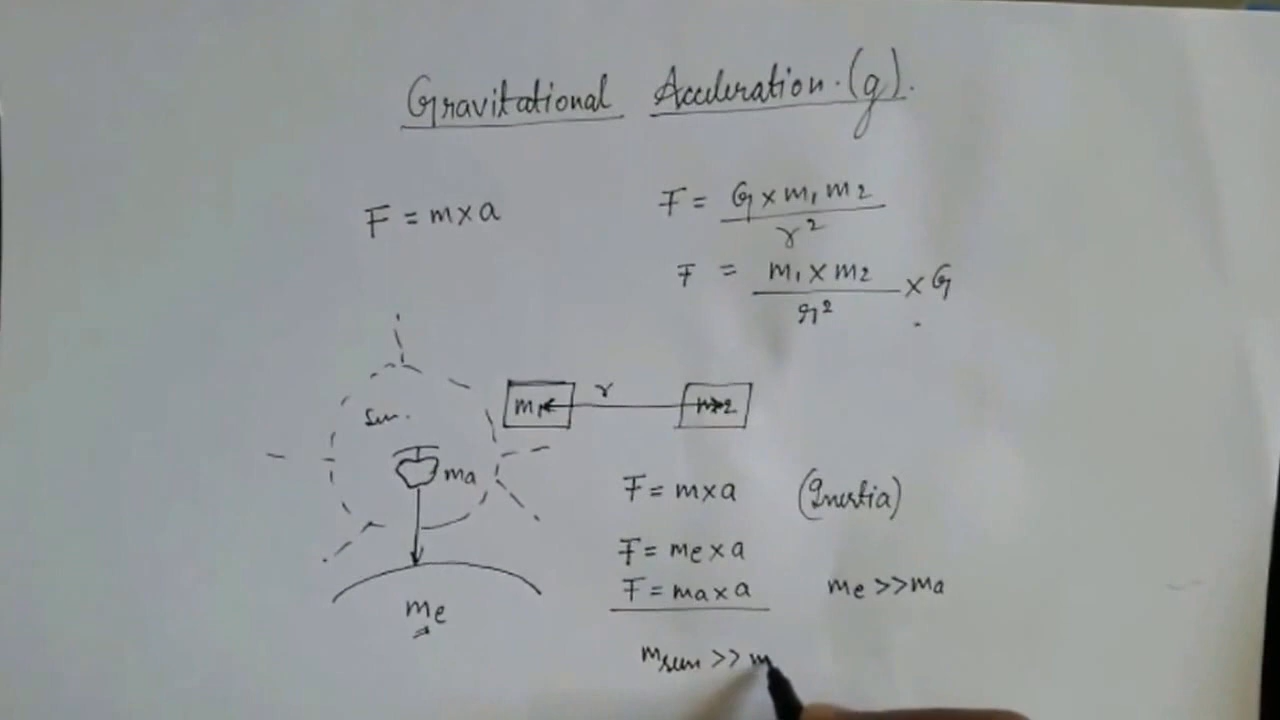 Gravitational Acceleration. (g).
F = m x a
F = G x m1 m2 / r²
F = m1 x m2 / r² x G
Sun.
m1 r m2
ma
F = m x a (Inertia)
F = me x a
F = ma x a me >> ma
me
msun >> m